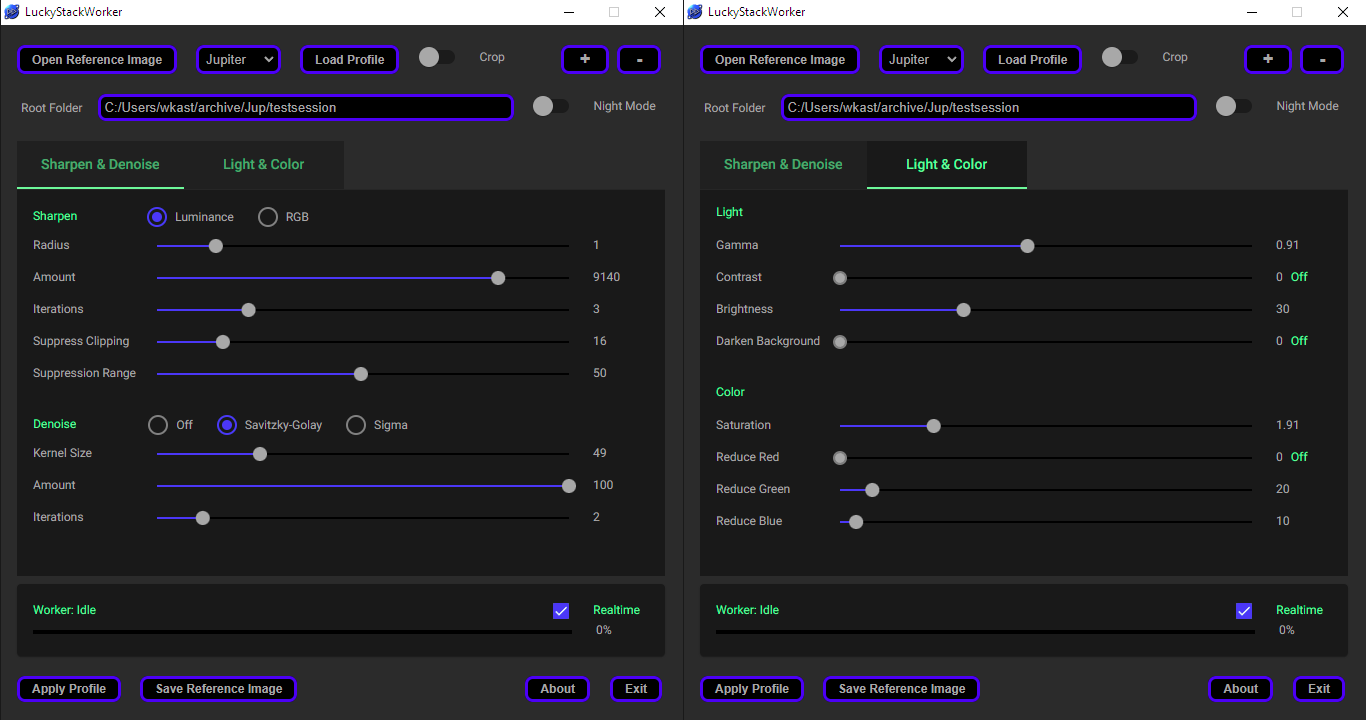 LuckyStackWorker
Open Reference Image Jupiter Load Profile Crop + -
Root Folder C:/Users/wkast/archive/Jup/testsession Night Mode
Sharpen & Denoise Light & Color
Sharpen Luminance RGB
Radius 1
Amount 9140
Iterations 3
Suppress Clipping 16
Suppression Range 50
Denoise Off Savitzky-Golay Sigma
Kernel Size 49
Amount 100
Iterations 2
Worker: Idle Realtime
0%
Apply Profile Save Reference Image About Exit
LuckyStackWorker
Open Reference Image Jupiter Load Profile Crop + -
Root Folder C:/Users/wkast/archive/Jup/testsession Night Mode
Sharpen & Denoise Light & Color
Light
Gamma 0.91
Contrast 0 Off
Brightness 30
Darken Background 0 Off
Color
Saturation 1.91
Reduce Red 0 Off
Reduce Green 20
Reduce Blue 10
Worker: Idle Realtime
0%
Apply Profile Save Reference Image About Exit